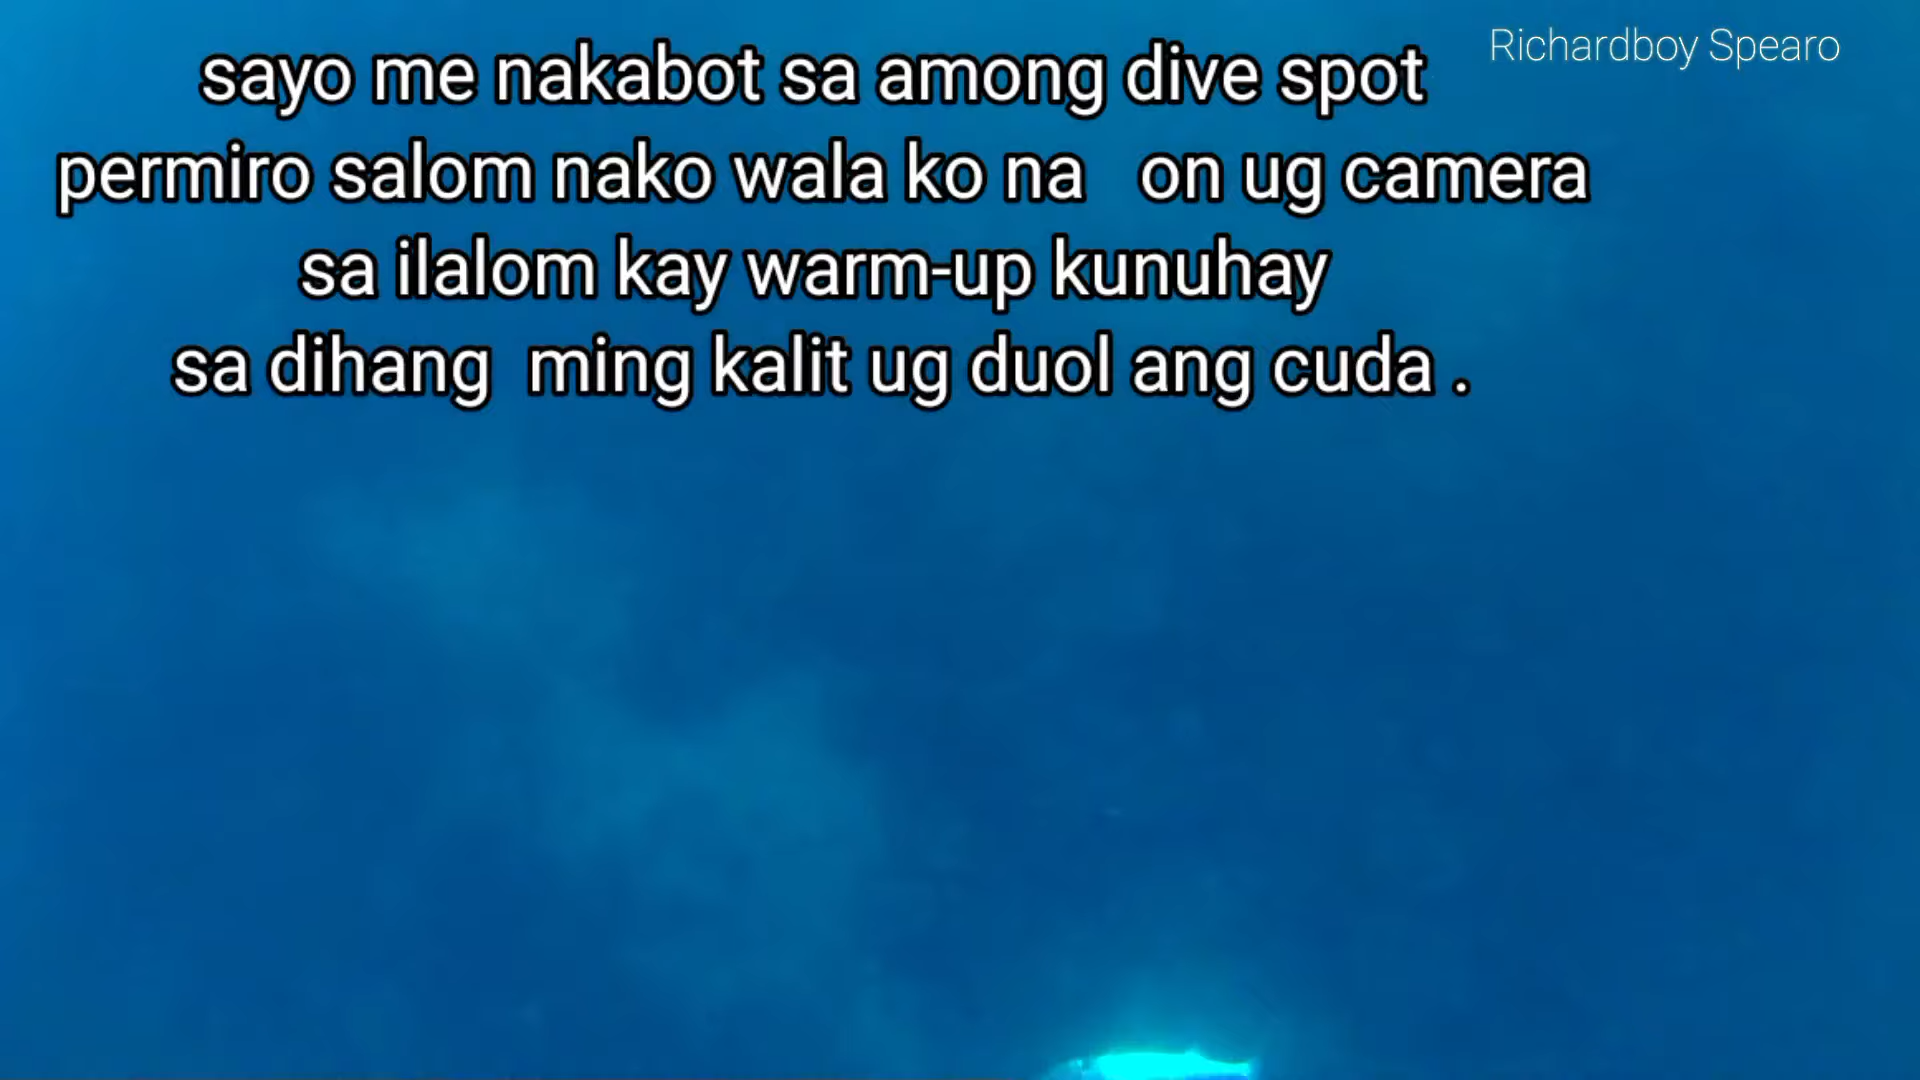 Richardboy Spearo
sayo me nakabot sa among dive spot
permiro salom nako wala ko na on ug camera
sa ilalom kay warm-up kunuhay
sa dihang ming kalit ug duol ang cuda .